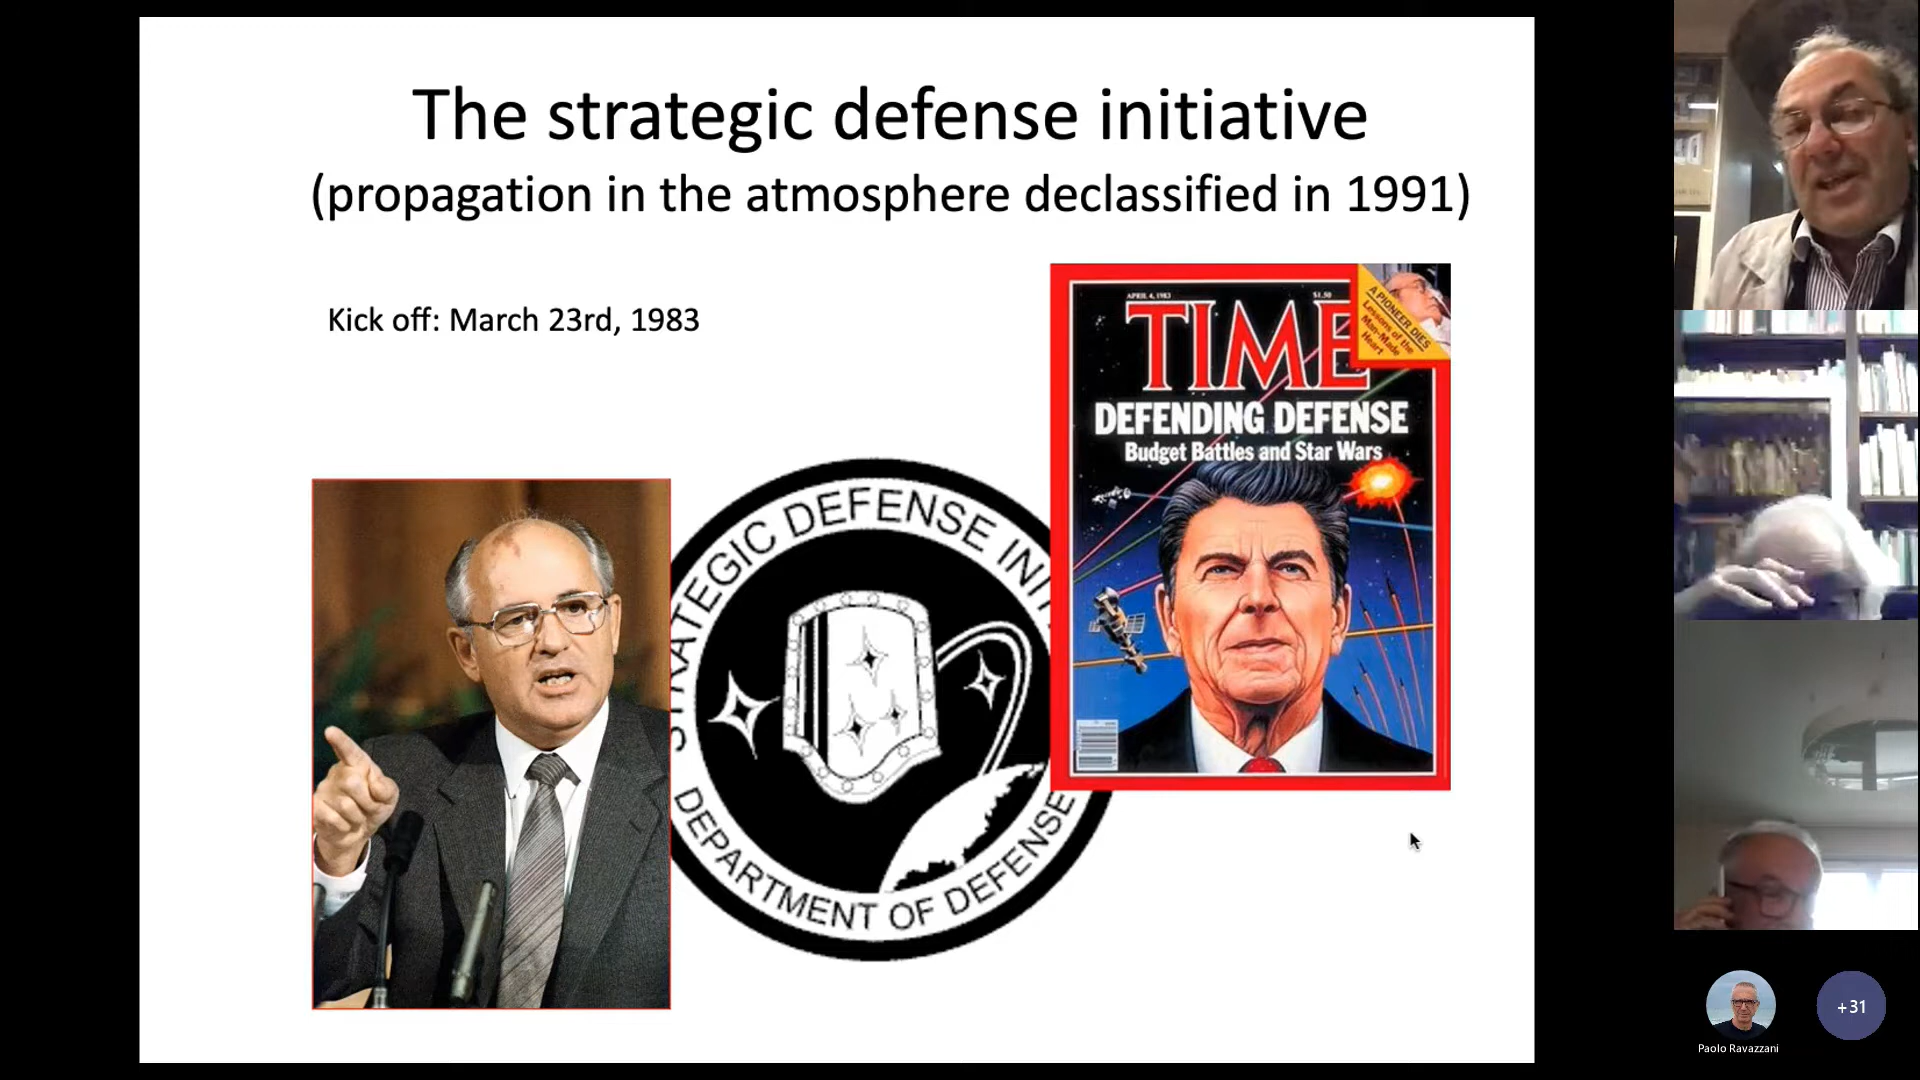 The strategic defense initiative
(propagation in the atmosphere declassified in 1991)
Kick off: March 23rd, 1983
APRIL 4, 1983
$1.50
TIME
A PIONEER DIES
Lessons of the
Man-Made
Heart
DEFENDING DEFENSE
Budget Battles and Star Wars
STRATEGIC DEFENSE INIT
DEPARTMENT OF DEFENSE
+31
Paolo Ravazzani